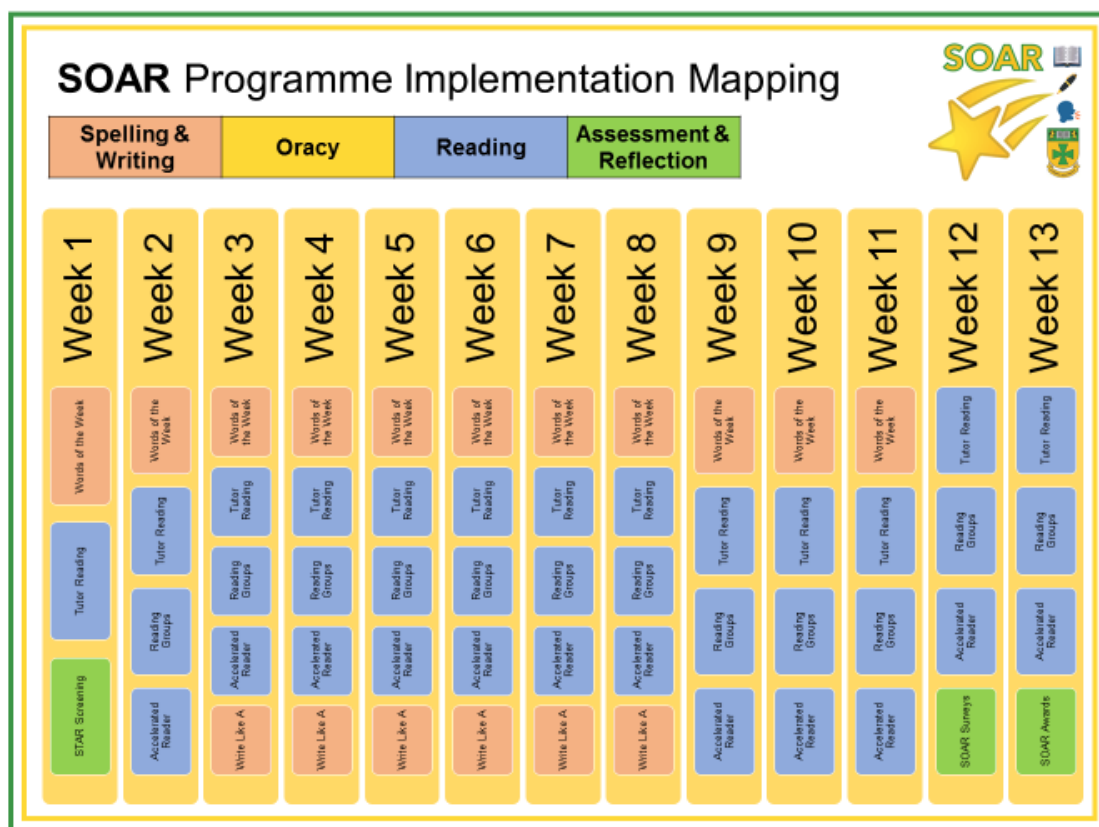 SOAR Programme Implementation Mapping
SOAR
Spelling &
Writing
Oracy
Reading
Assessment &
Reflection
Week 1
Words of the Week
Tutor Reading
STAR Screening
Week 2
Words of the
Week
Tutor Reading
Reading
Groups
Accelerated
Reader
Week 3
Words of
the Week
Tutor
Reading
Reading
Groups
Accelerated
Reader
Write Like A
Week 4
Words of
the Week
Tutor
Reading
Reading
Groups
Accelerated
Reader
Write Like A
Week 5
Words of
the Week
Tutor
Reading
Reading
Groups
Accelerated
Reader
Write Like A
Week 6
Words of
the Week
Tutor
Reading
Reading
Groups
Accelerated
Reader
Write Like A
Week 7
Words of
the Week
Tutor
Reading
Reading
Groups
Accelerated
Reader
Write Like A
Week 8
Words of
the Week
Tutor
Reading
Reading
Groups
Accelerated
Reader
Write Like A
Week 9
Words of the
Week
Tutor Reading
Reading
Groups
Accelerated
Reader
Week 10
Words of the
Week
Tutor Reading
Reading
Groups
Accelerated
Reader
Week 11
Words of the
Week
Tutor Reading
Reading
Groups
Accelerated
Reader
Week 12
Tutor Reading
Reading
Groups
Accelerated
Reader
SOAR Surveys
Week 13
Tutor Reading
Reading
Groups
Accelerated
Reader
SOAR Awards